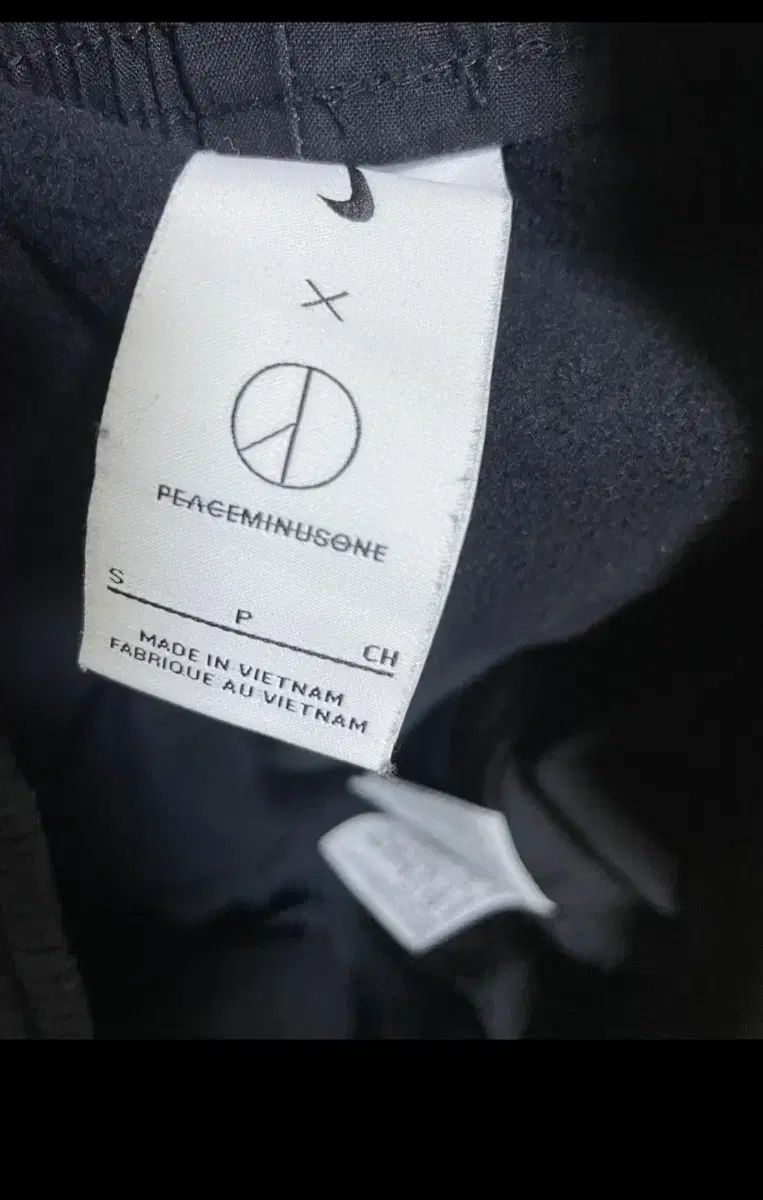 X
PEACEMINUSONE
S
P
CH
MADE IN VIETNAM
FABRIQUE AU VIETNAM